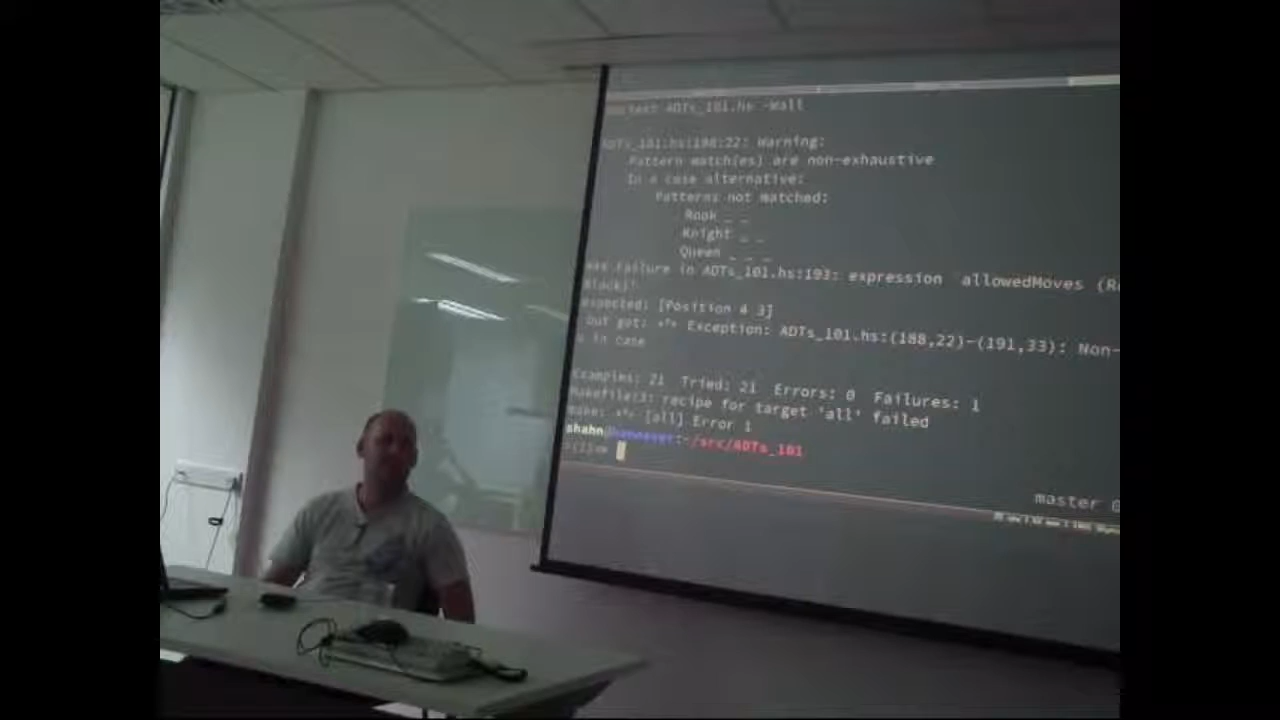 ADTs_101.hs -Wall
ADTs_101.hs:188:22: Warning:
Pattern match(es) are non-exhaustive
In a case alternative:
Patterns not matched:
Rook _ _
Knight _ _
Queen _ _ _
### Failure in ADTs_101.hs:193: expression `allowedMoves (R
Black)'
expected: [Position 4 3]
but got: *** Exception: ADTs_101.hs:(188,22)-(191,33): Non-
in case
Examples: 21 Tried: 21 Errors: 0 Failures: 1
Makefile:3: recipe for target 'all' failed
make: *** [all] Error 1
shahn@ :~/src/ADTs_101
master